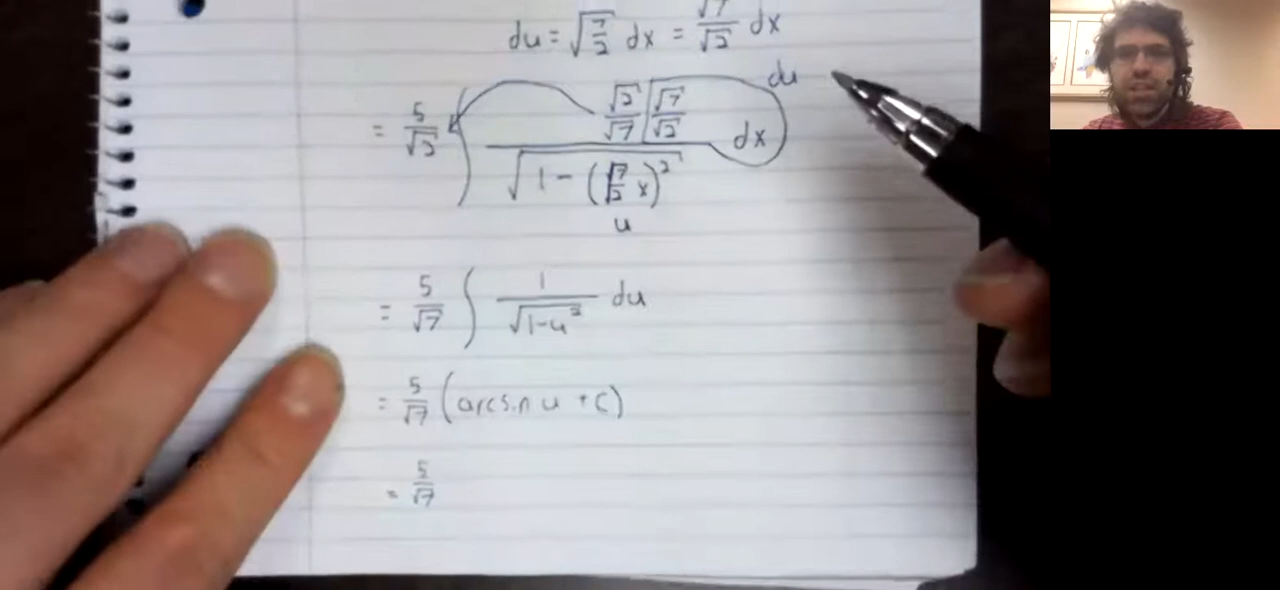 du = √(7/2) dx = √7/√2 dx
= 5/√2 ∫ (√2/√7 √7/√2)/√(1-(√(7/2) x)²) dx du
u
= 5/√7 ∫ 1/√(1-u²) du
= 5/√7 (arcsin u + C)
= 5/√7